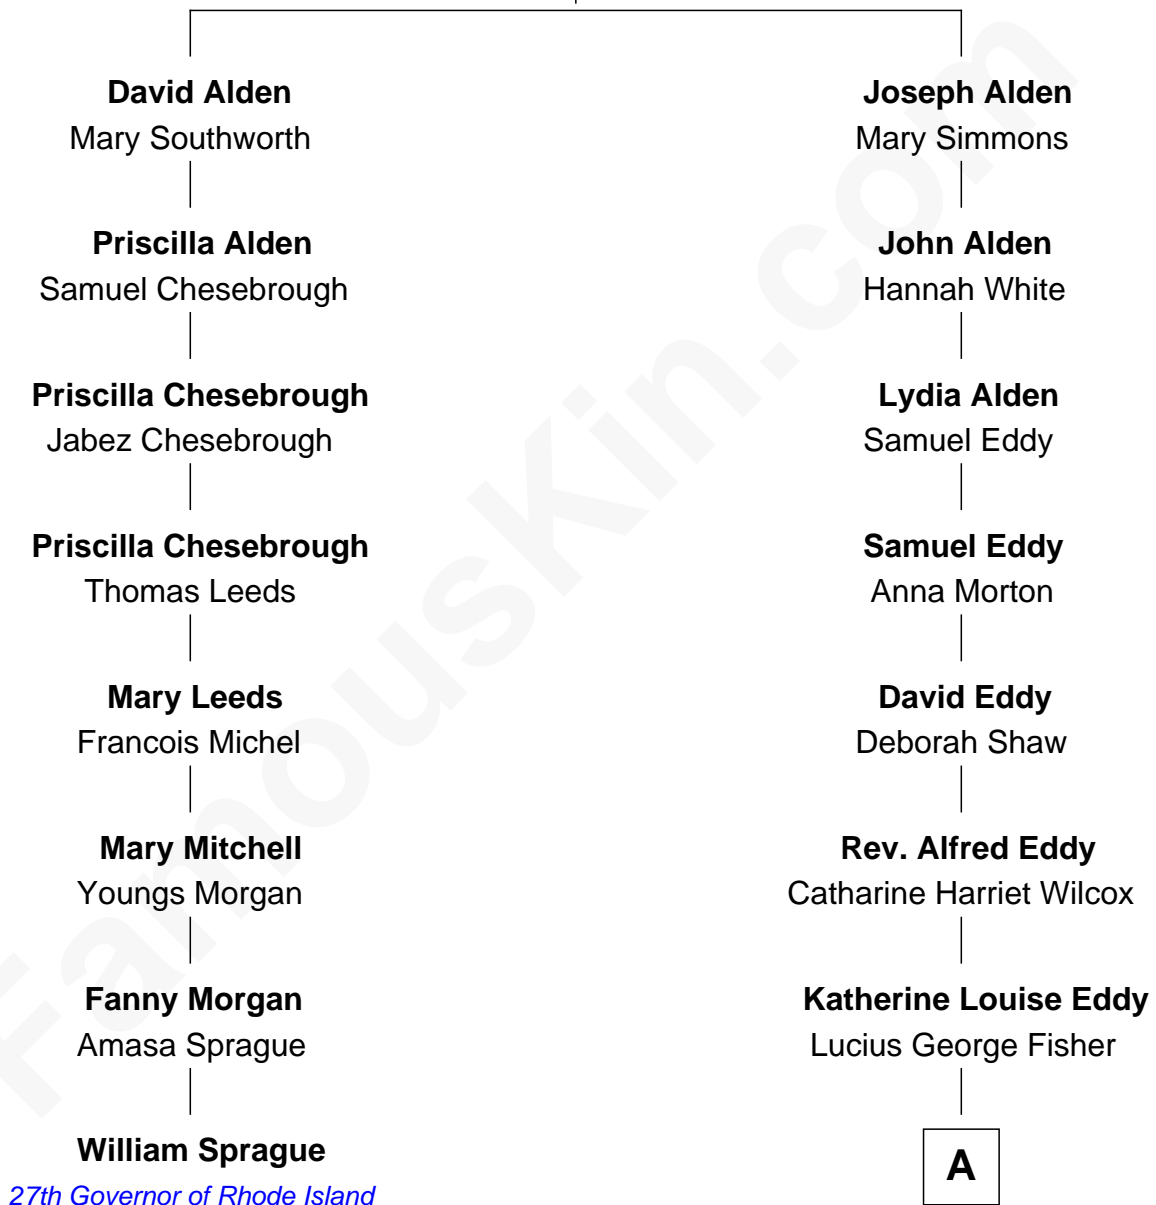 David Alden
Mary Southworth
Priscilla Alden
Samuel Chesebrough
Priscilla Chesebrough
Jabez Chesebrough
Priscilla Chesebrough
Thomas Leeds
Mary Leeds
Francois Michel
Mary Mitchell
Youngs Morgan
Fanny Morgan
Amasa Sprague
William Sprague
27th Governor of Rhode Island
Joseph Alden
Mary Simmons
John Alden
Hannah White
Lydia Alden
Samuel Eddy
Samuel Eddy
Anna Morton
David Eddy
Deborah Shaw
Rev. Alfred Eddy
Catharine Harriet Wilcox
Katherine Louise Eddy
Lucius George Fisher
A
FamousKin.com